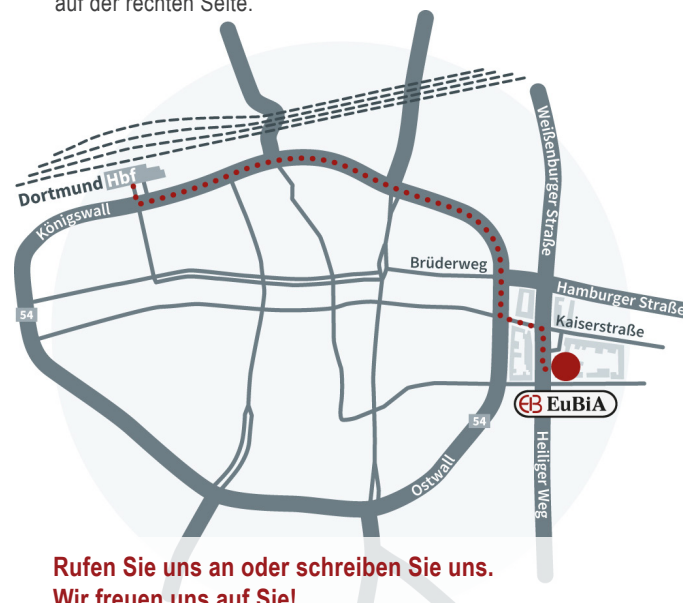 auf der rechten Seite.
Weißenburger Straße
Dortmund Hbf
Königswall
Brüderweg
Hamburger Straße
54
Kaiserstraße
EB EuBiA
54
Ostwall
Heiliger Weg
Rufen Sie uns an oder schreiben Sie uns.
Wir freuen uns auf Sie!